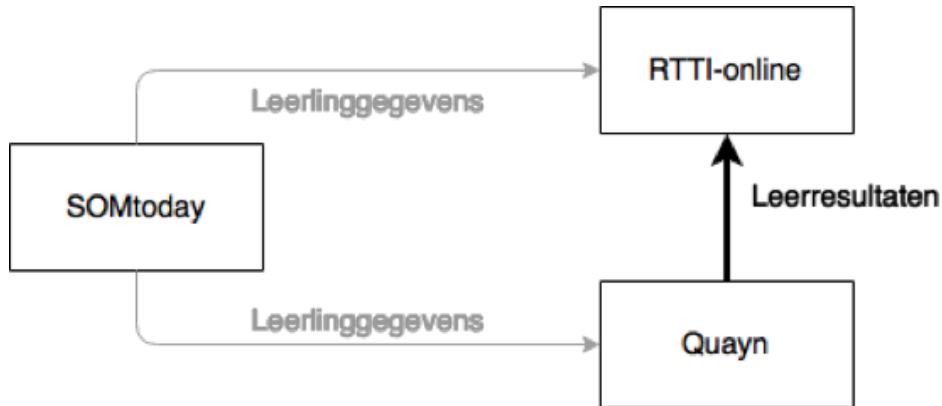 RTTI-online
Leerlinggegevens
SOMtoday
Leerresultaten
Leerlinggegevens
Quayn